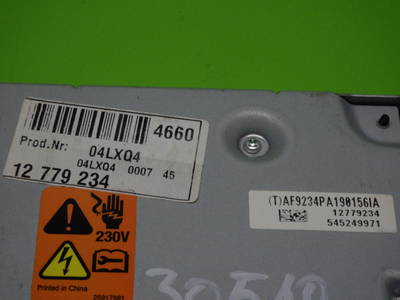 4660
Prod.Nr: 04LXQ4
04LXQ4 0007 45
12 779 234
(T)AF9234PA190156IA
12779234
545249971
230V
Printed in China
30510